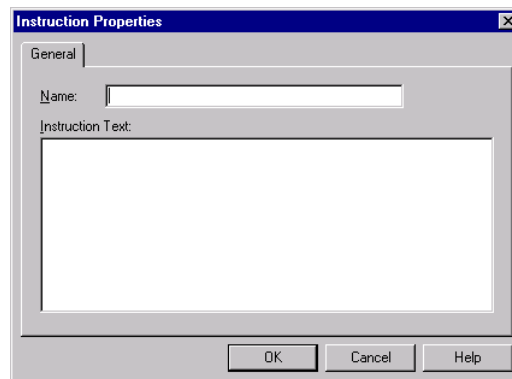 Instruction Properties
General
Name:
Instruction Text:
OK Cancel Help